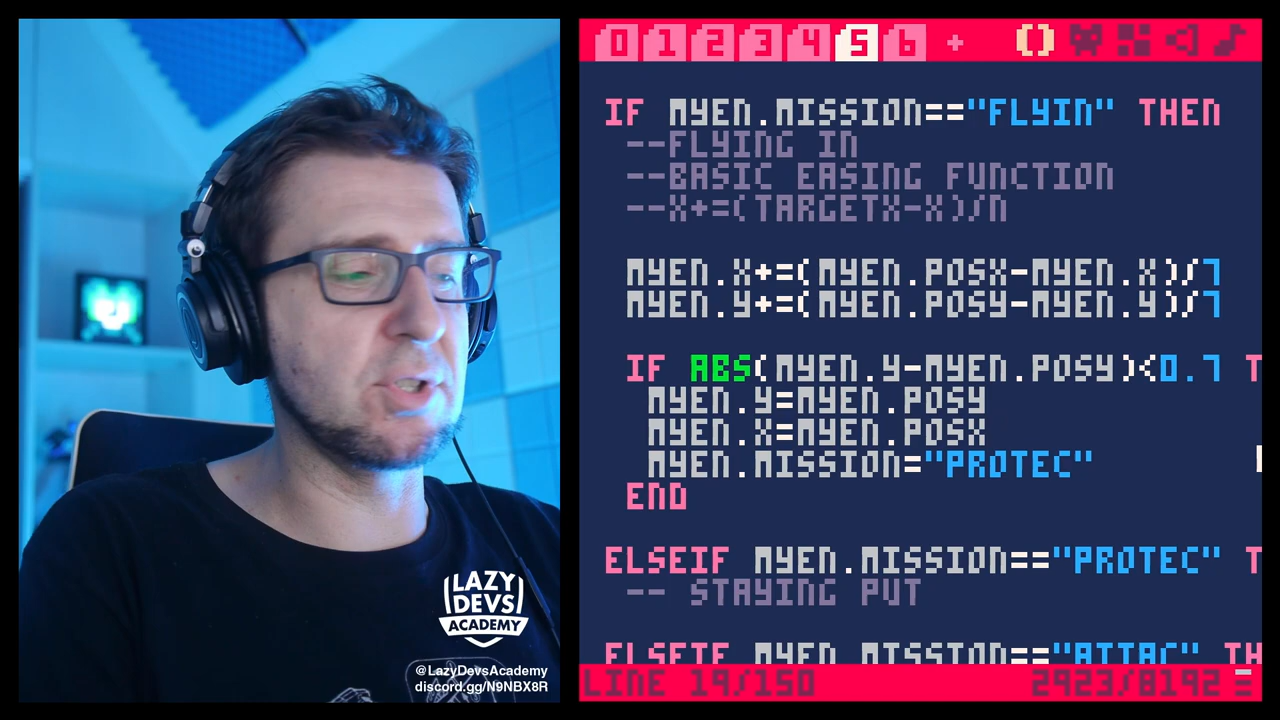 LAZY
DEVS
ACADEMY
@LazyDevsAcademy
discord.gg/N9NBX8R
0 1 2 3 4 5 6 + ()
IF MYEN.MISSION=="FLYIN" THEN
--FLYING IN
--BASIC EASING FUNCTION
--X+=(TARGETX-X)/N
MYEN.X+=(MYEN.POSX-MYEN.X)/7
MYEN.Y+=(MYEN.POSY-MYEN.Y)/7
IF ABS(MYEN.Y-MYEN.POSY)<0.7 T
MYEN.Y=MYEN.POSY
MYEN.X=MYEN.POSX
MYEN.MISSION="PROTEC"
END
ELSEIF MYEN.MISSION=="PROTEC" T
-- STAYING PUT
ELSEIF MYEN.MISSION=="ATTAC" TH
LINE 19/150 2923/8192